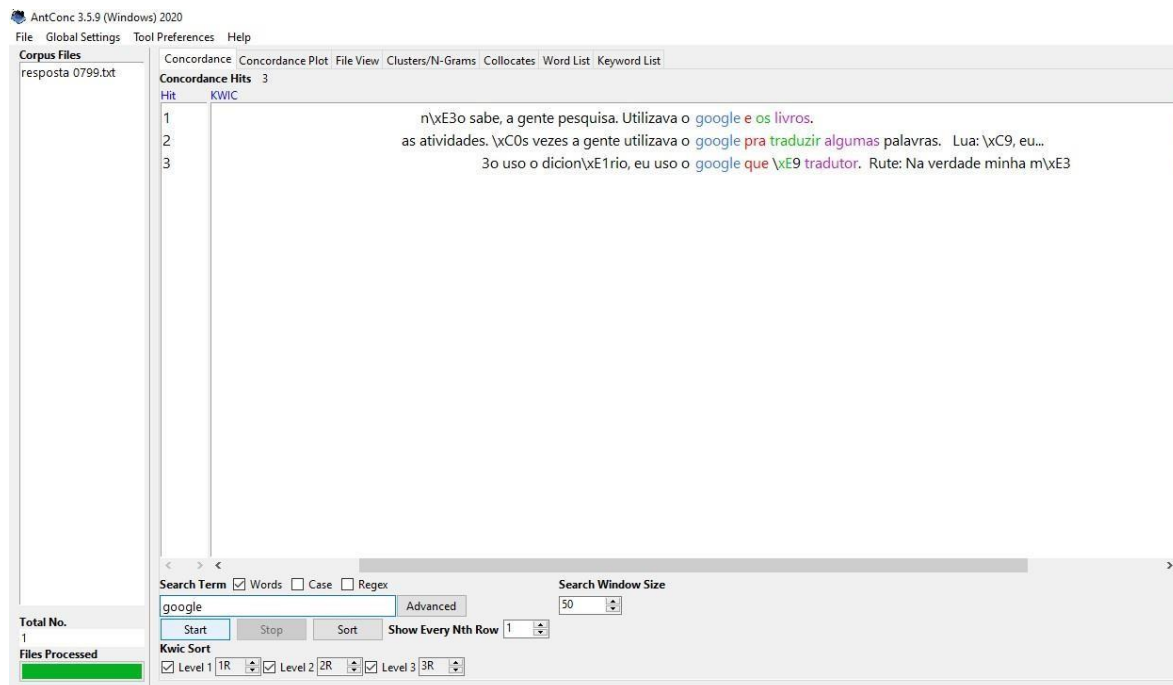 AntConc 3.5.9 (Windows) 2020
File Global Settings Tool Preferences Help
Corpus Files
resposta 0799.txt
Concordance Concordance Plot File View Clusters/N-Grams Collocates Word List Keyword List
Concordance Hits 3
Hit KWIC
1 n\xE3o sabe, a gente pesquisa. Utilizava o google e os livros.
2 as atividades. \xC0s vezes a gente utilizava o google pra traduzir algumas palavras. Lua: \xC9, eu...
3 3o uso o dicion\xE1rio, eu uso o google que \xE9 tradutor. Rute: Na verdade minha m\xE3
Search Term Words Case Regex Search Window Size
google Advanced 50
Total No.
1
Start Stop Sort Show Every Nth Row 1
Files Processed
Kwic Sort
Level 1 1R Level 2 2R Level 3 3R